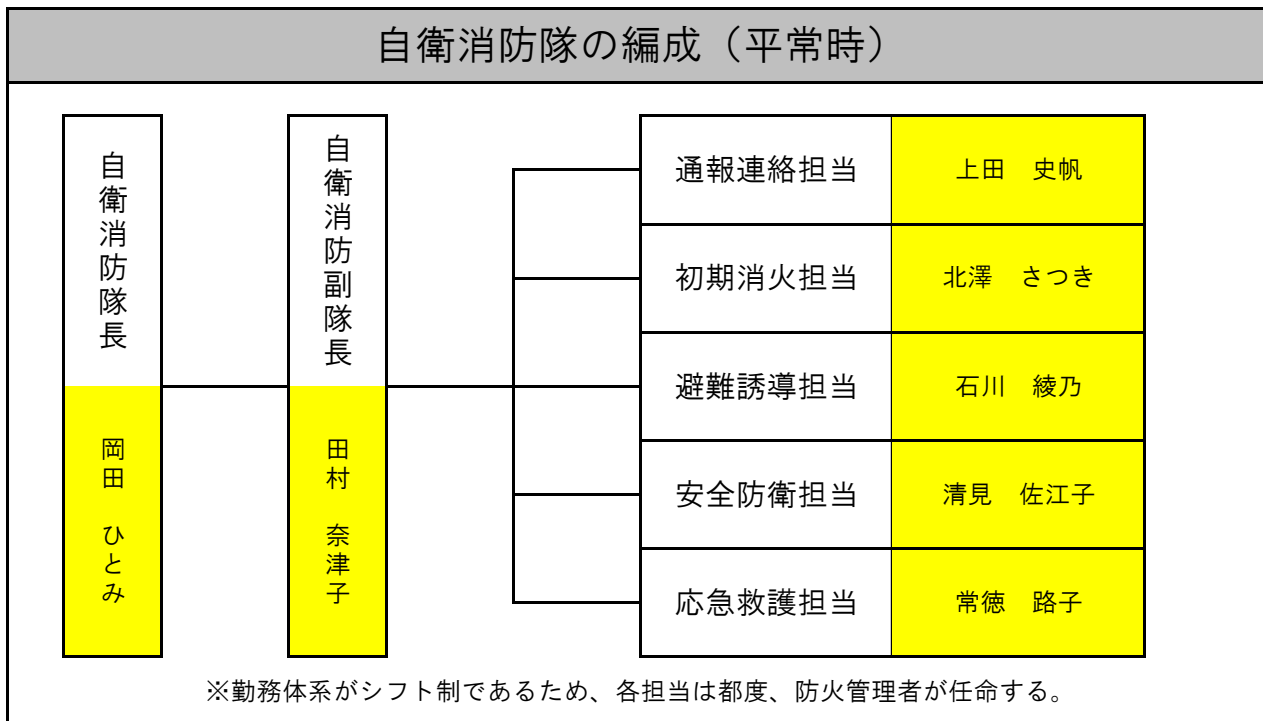 自衛消防隊の編成（平常時）
自衛消防隊長
岡田　ひとみ
自衛消防副隊長
田村　奈津子
通報連絡担当
上田　史帆
初期消火担当
北澤　さつき
避難誘導担当
石川　綾乃
安全防衛担当
清見　佐江子
応急救護担当
常徳　路子
※勤務体系がシフト制であるため、各担当は都度、防火管理者が任命する。